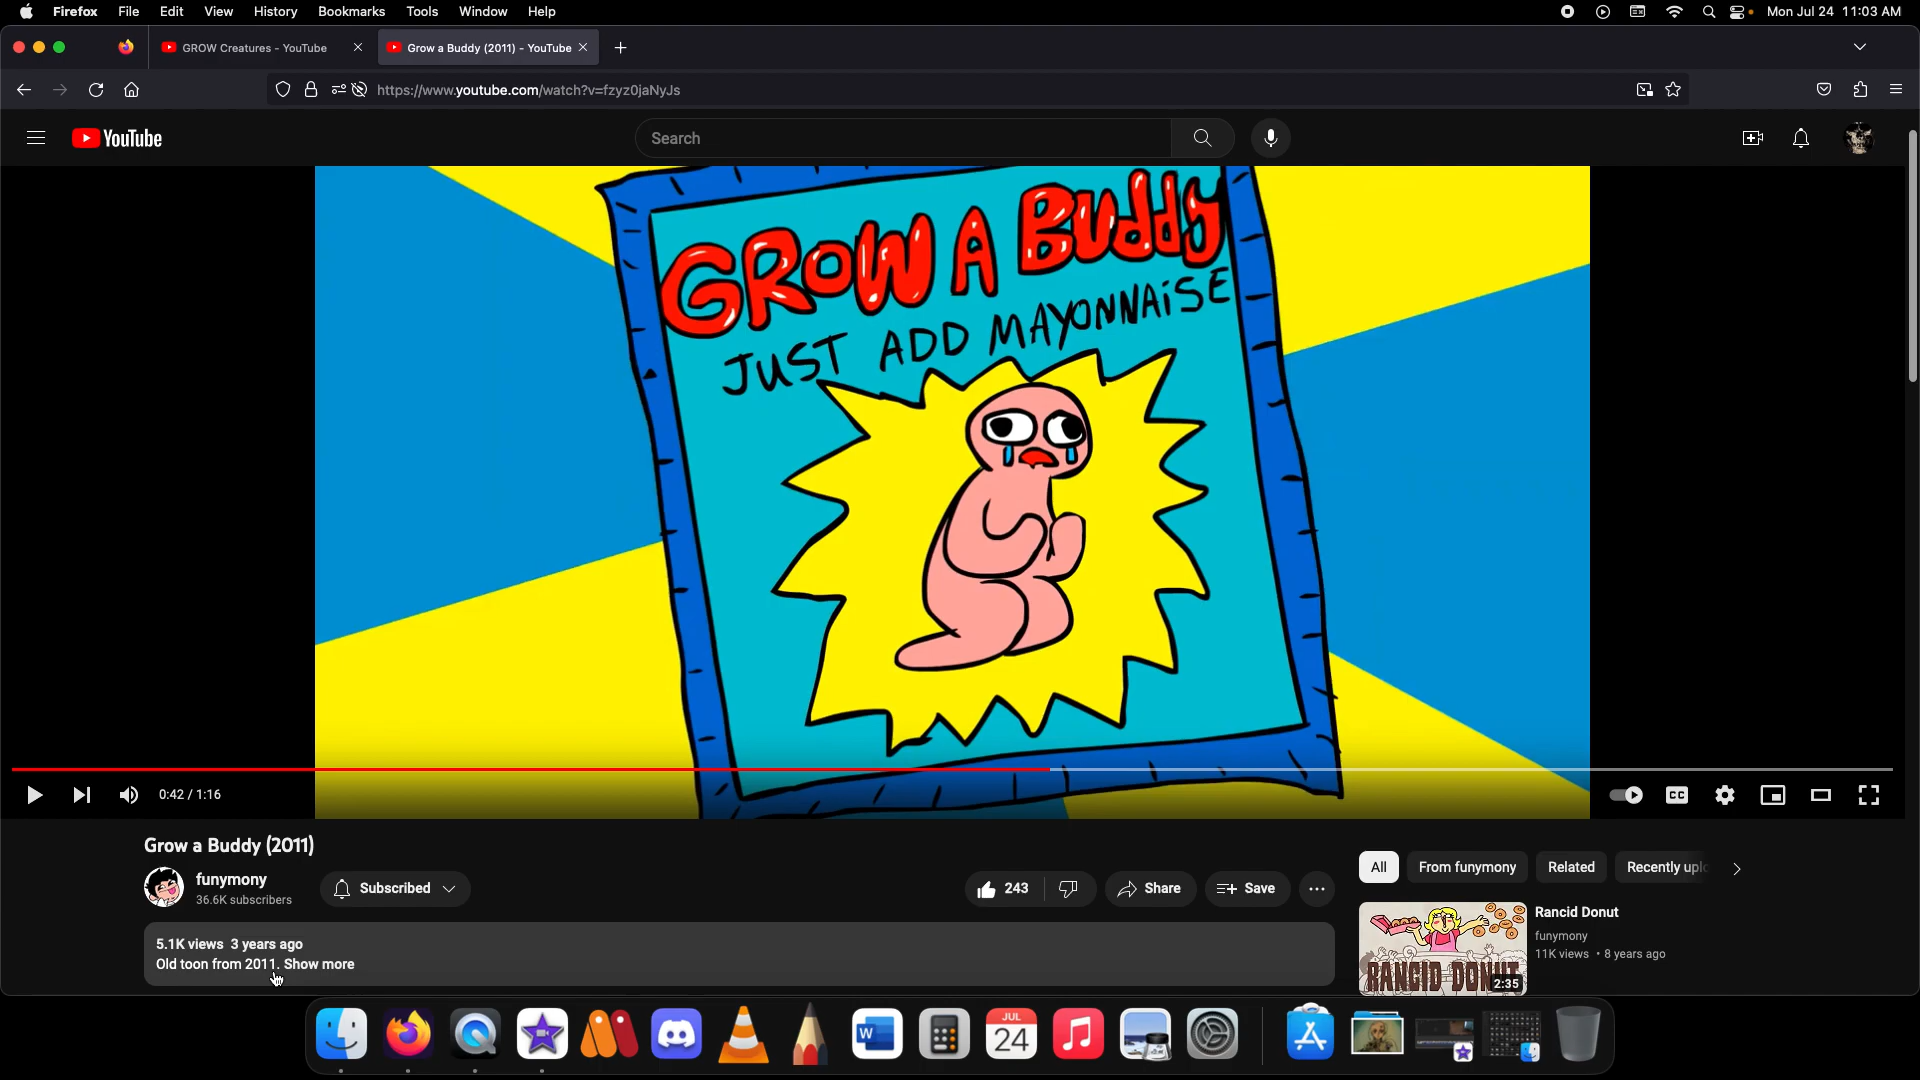 Firefox File Edit View History Bookmarks Tools Window Help Mon Jul 24 11:03 AM
GROW Creatures - YouTube Grow a Buddy (2011) - YouTube
https://www.youtube.com/watch?v=fzyz0jaNyJs
YouTube Search
GROW A BUDDY
JUST ADD MAYONNAiSE
0:42 / 1:16 CC
Grow a Buddy (2011)
funymony
36.6K subscribers
Subscribed 243 Share Save
All From funymony Related Recently uplo
5.1K views 3 years ago
Old toon from 2011. Show more
RANCID DONUT
2:35
Rancid Donut
funymony
11K views • 8 years ago
W JUL
24